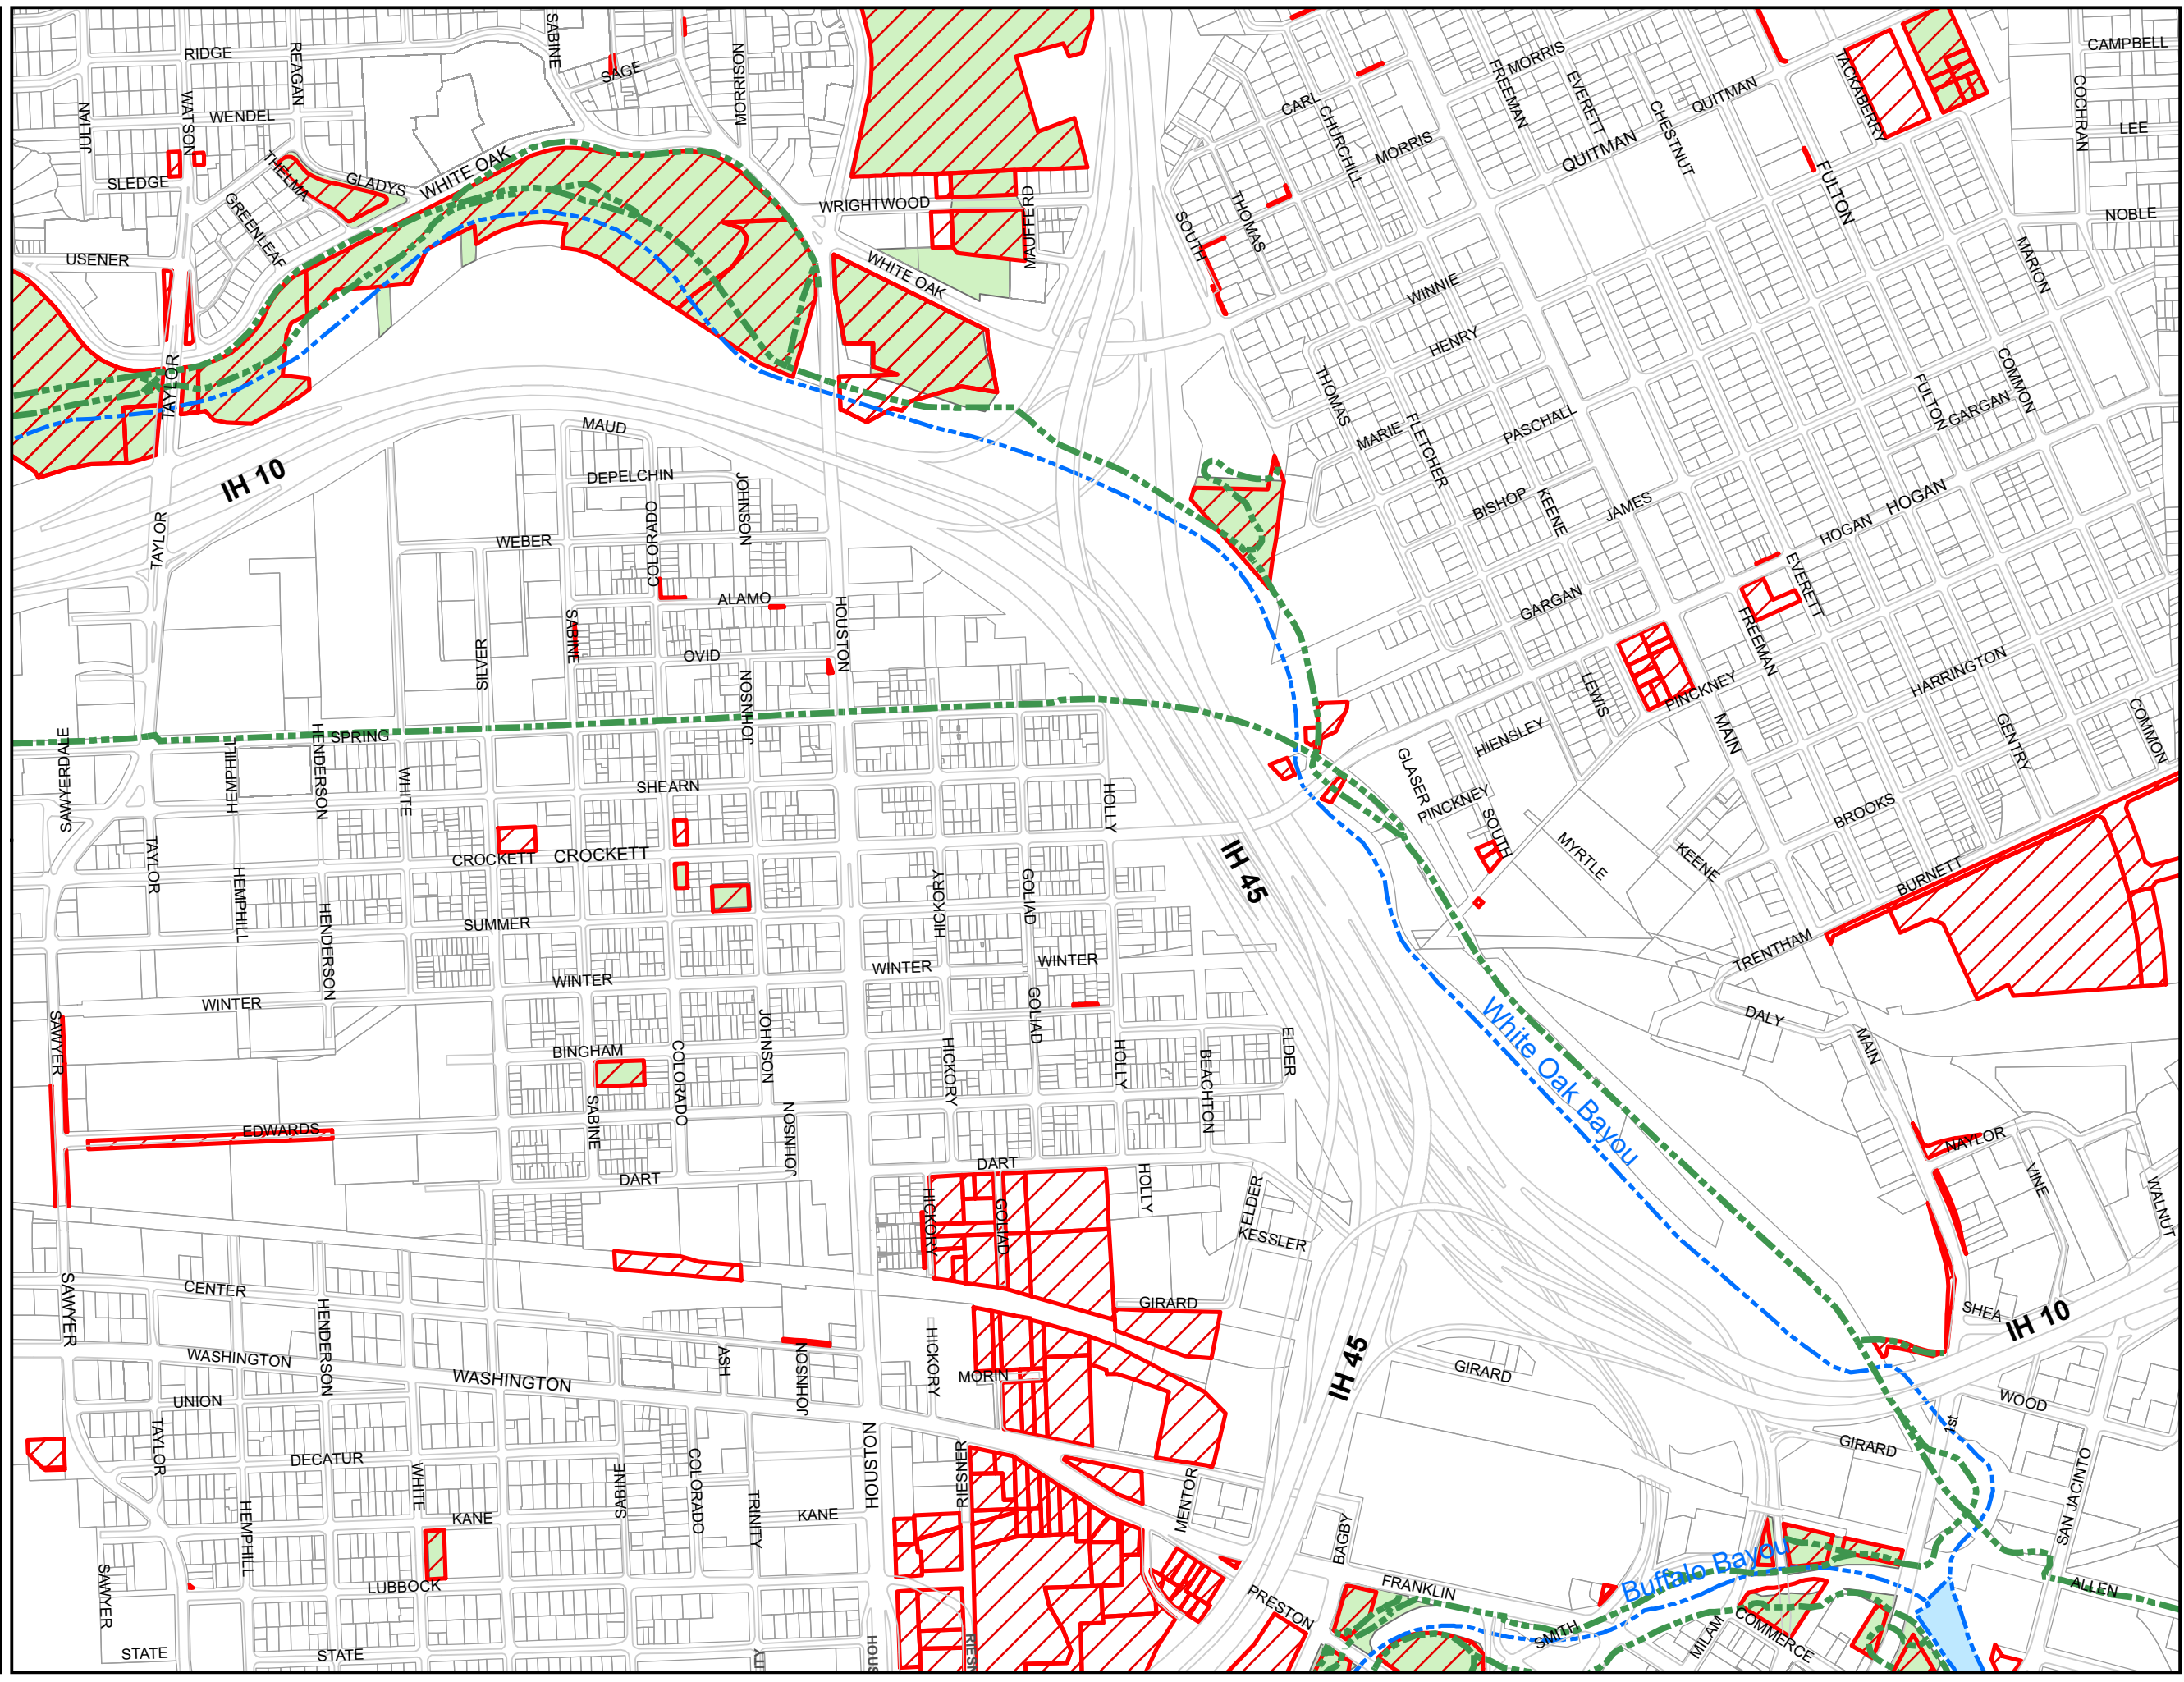 RIDGE
REAGAN
SABINE
SAGE
MORRISON
MORRIS
FREEMAN
EVERETT
CHESTNUT
QUITMAN
TACKABERRY
CAMPBELL
COCHRAN
LEE
JULIAN
WATSON
WENDEL
CARL
CHURCHILL
MORRIS
QUITMAN
FULTON
SLEDGE
THELMA
GLADYS
WHITE OAK
GREENLEAF
WRIGHTWOOD
MAUFFERD
SOUTH
THOMAS
NOBLE
MARION
USENER
WHITE OAK
WINNIE
HENRY
TAYLOR
THOMAS
MARIE
FLETCHER
PASCHALL
FULTON
GARGAN
COMMON
IH 10
MAUD
DEPELCHIN
JOHNSON
COLORADO
WEBER
TAYLOR
BISHOP
KEENE
JAMES
HOGAN
HOGAN
EVERETT
ALAMO
HOUSTON
SABINE
OVID
SILVER
JOHNSON
GARGAN
LEWIS
PINCKNEY
FREEMAN
HARRINGTON
MAIN
GENTRY
COMMON
SAWYERDALE
SPRING
HENDERSON
HEMPHILL
WHITE
SHEARN
HOLLY
HIENSLEY
GLASER
PINCKNEY
SOUTH
MYRTLE
KEENE
BROOKS
BURNETT
TAYLOR
CROCKETT
CROCKETT
HEMPHILL
HENDERSON
SUMMER
HICKORY
GOLIAD
IH 45
TRENTHAM
WINTER
WINTER
WINTER
WINTER
GOLIAD
SAWYER
JOHNSON
BINGHAM
COLORADO
SABINE
HICKORY
HOLLY
BEACHTON
ELDER
White Oak Bayou
DALY
MAIN
EDWARDS
JOHNSON
DART
DART
HICKORY
GOLIAD
HOLLY
ELDER
KESSLER
NAYLOR
VINE
WALNUT
SAWYER
CENTER
HENDERSON
WASHINGTON
WASHINGTON
ASH
JOHNSON
HICKORY
MORIN
GIRARD
IH 45
GIRARD
SHEA
IH 10
WOOD
1st
UNION
TAYLOR
DECATUR
WHITE
HEMPHILL
KANE
SABINE
COLORADO
TRINITY
KANE
HOUSTON
RIESNER
MENTOR
BAGBY
GIRARD
SAN JACINTO
SAWYER
LUBBOCK
STATE
STATE
HOUS
RIESN
PRESTON
FRANKLIN
SMITH
Buffalo Bayou
MILAM
COMMERCE
ALLEN